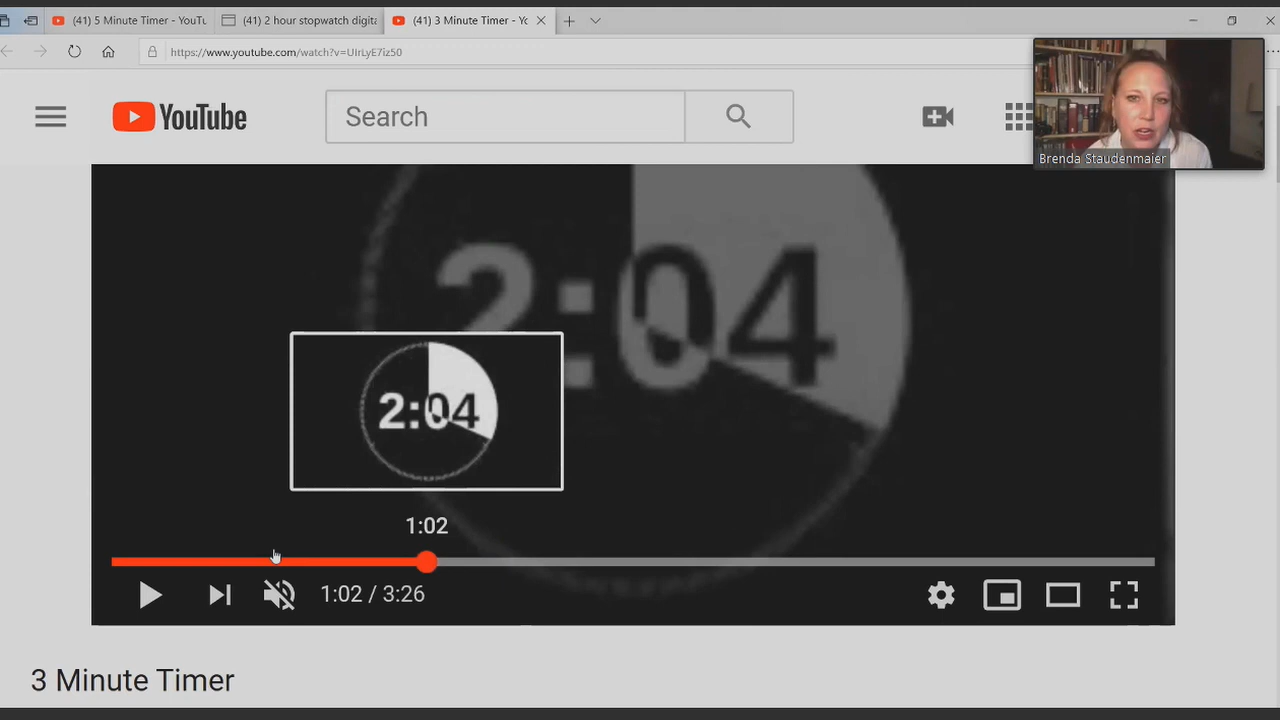 (41) 5 Minute Timer - YouTu
(41) 2 hour stopwatch digita
(41) 3 Minute Timer - Yo
https://www.youtube.com/watch?v=UIrLyE7iz50
YouTube
Search
Brenda Staudenmaier
2:04
2:04
1:02
1:02 / 3:26
3 Minute Timer